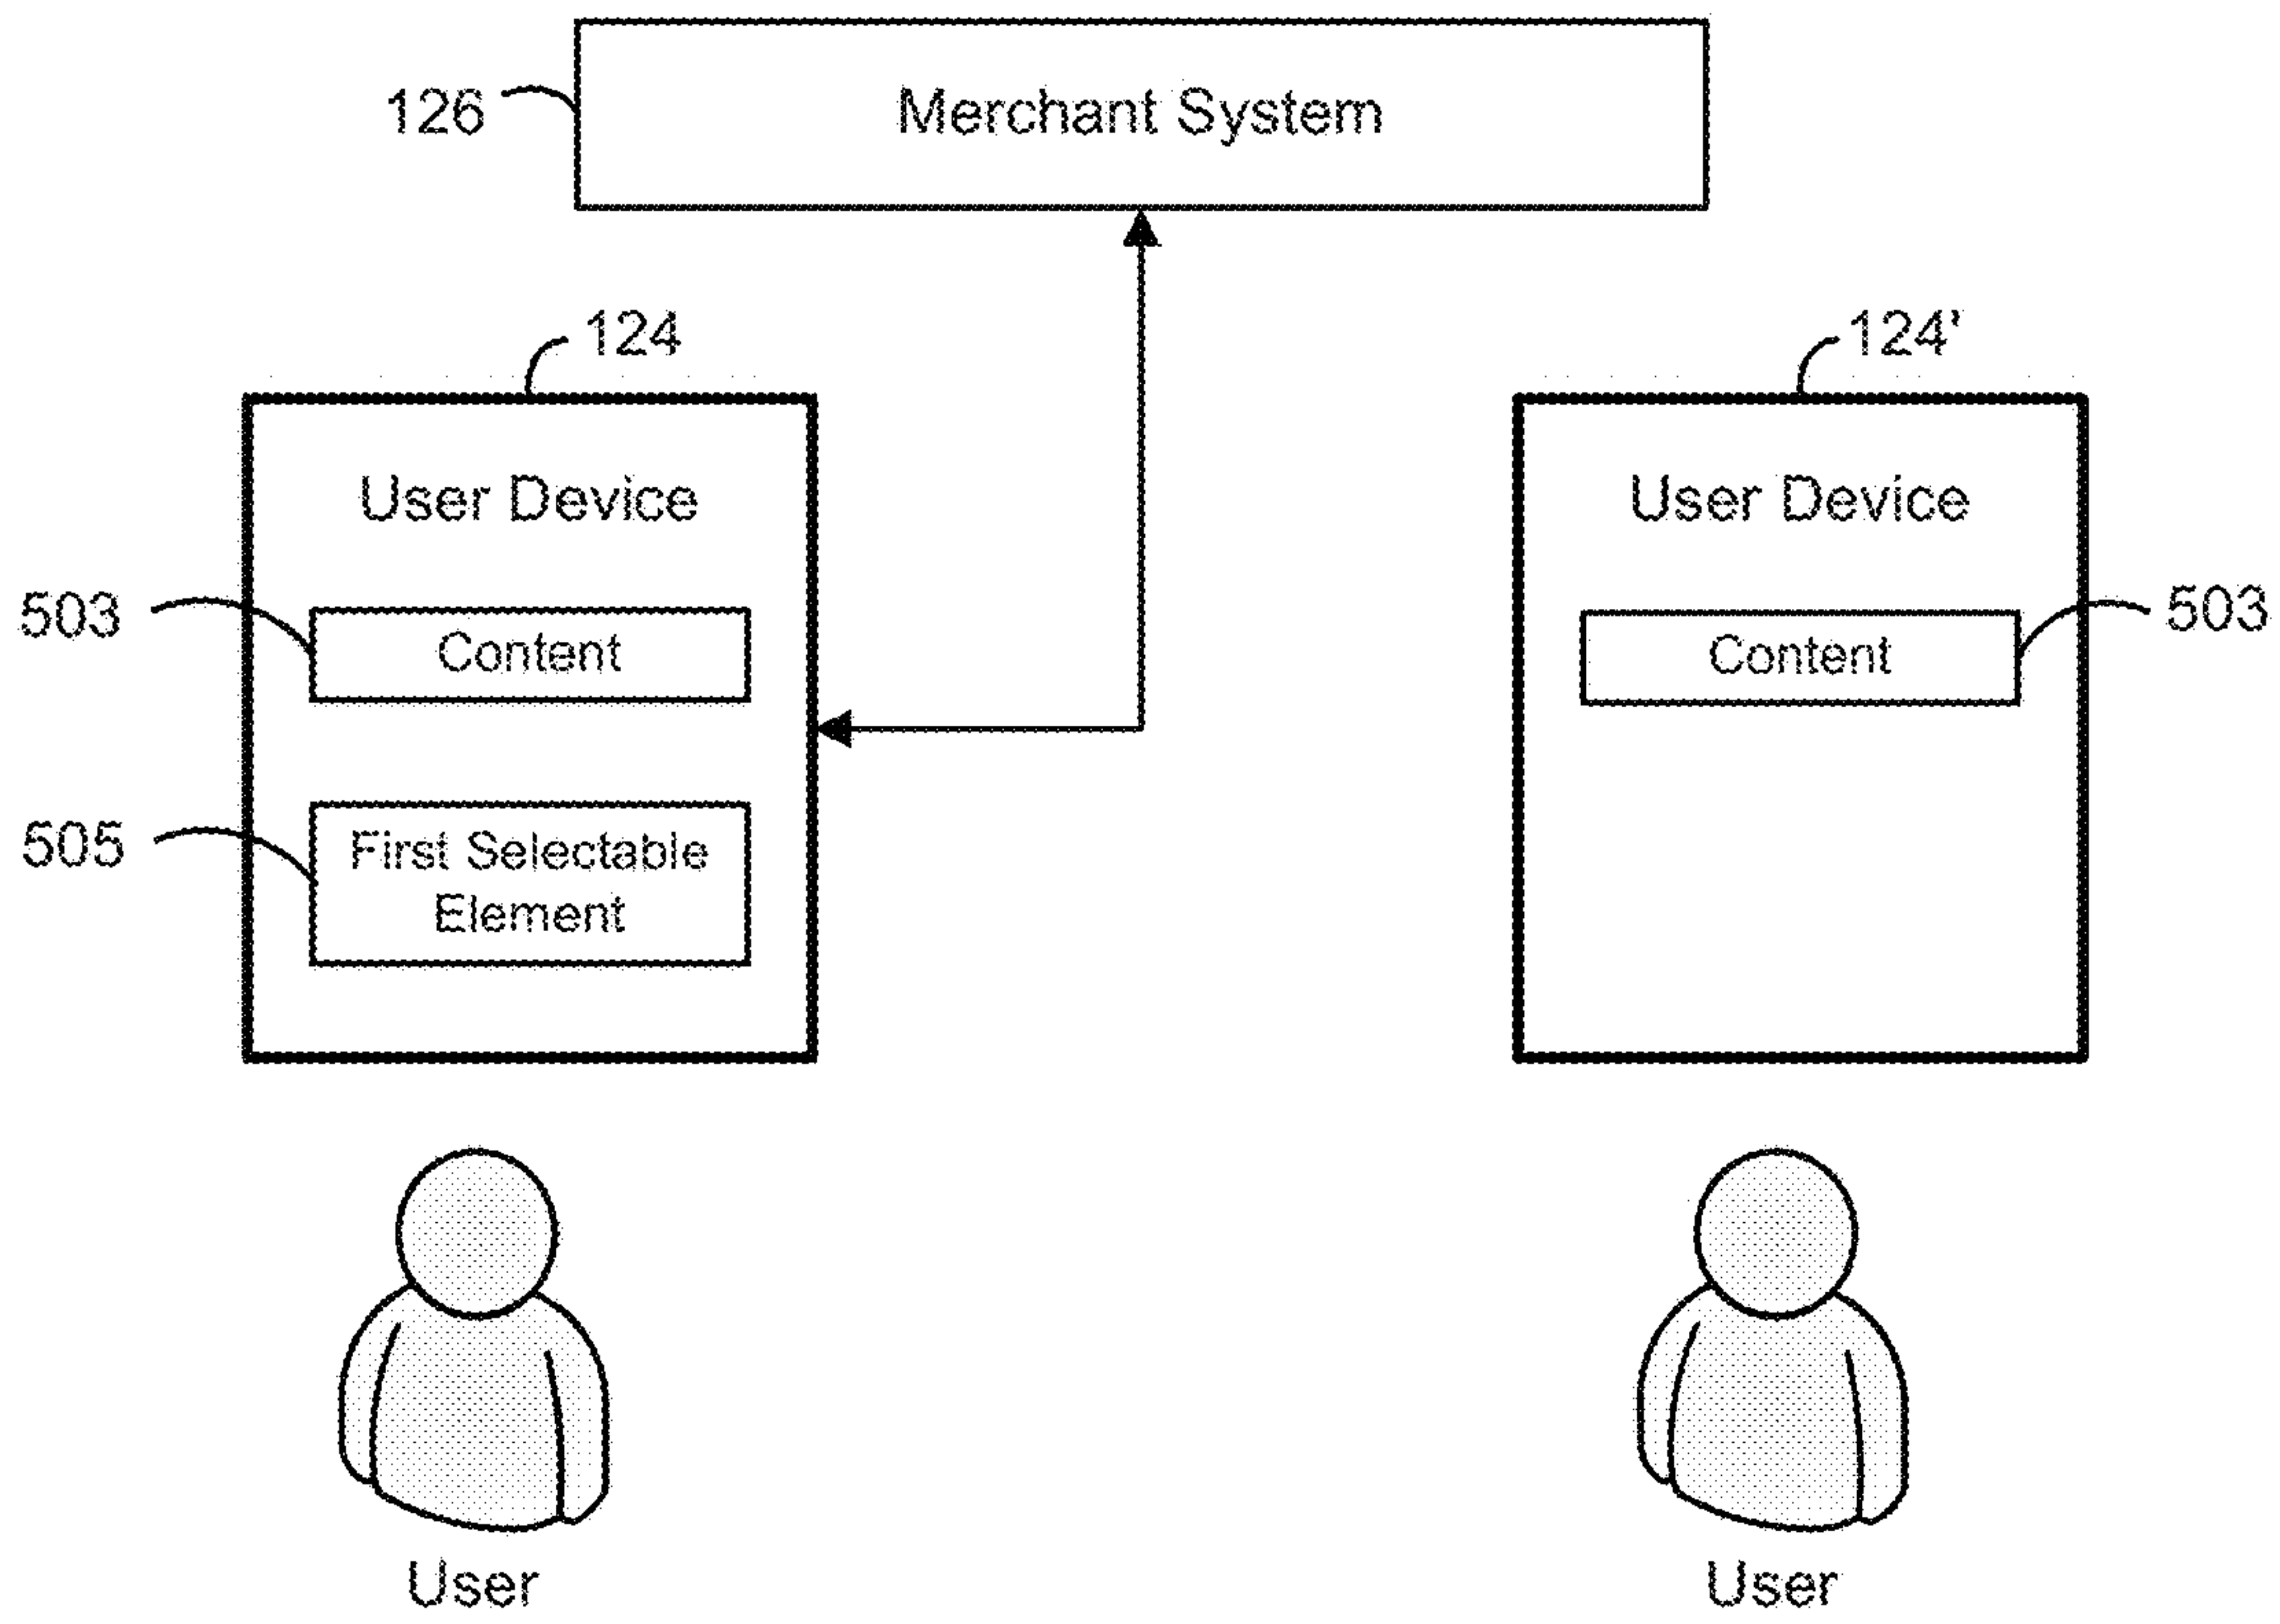 126
Merchant System
124
124'
User Device
User Device
503
Content
Content
503
505
First Selectable
Element
User
User